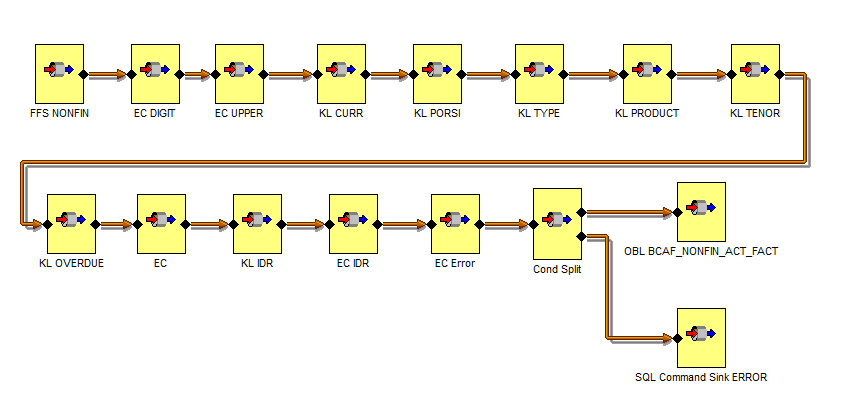 FFS NONFIN
EC DIGIT
EC UPPER
KL CURR
KL PORSI
KL TYPE
KL PRODUCT
KL TENOR
KL OVERDUE
EC
KL IDR
EC IDR
EC Error
Cond Split
OBL BCAF_NONFIN_ACT_FACT
SQL Command Sink ERROR